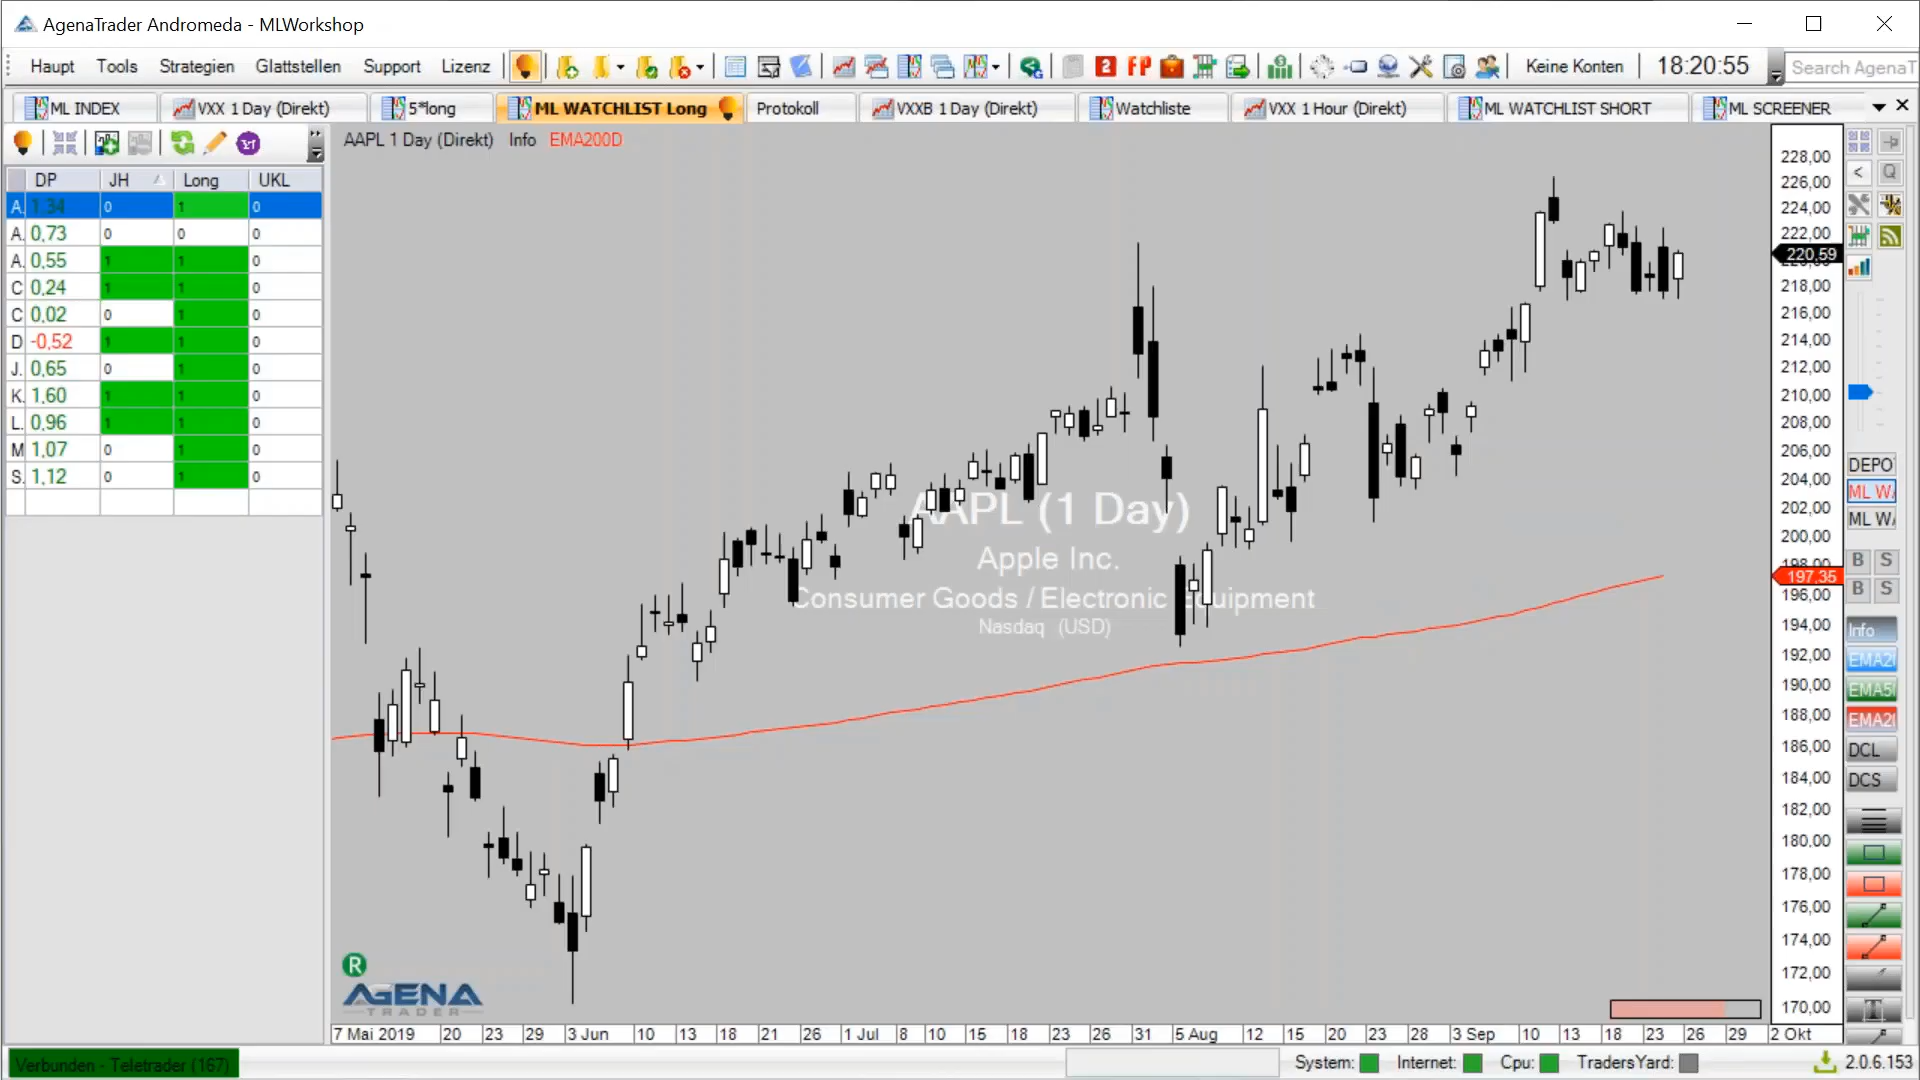 AgenaTrader Andromeda - MLWorkshop
Haupt Tools Strategien Glattstellen Support Lizenz 2 FP Keine Konten 18:20:55 Search AgenaT
ML INDEX VXX 1 Day (Direkt) 5*long ML WATCHLIST Long Protokoll VXXB 1 Day (Direkt) Watchliste VXX 1 Hour (Direkt) ML WATCHLIST SHORT ML SCREENER
AAPL 1 Day (Direkt) Info EMA200D
DP JH Long UKL
A. 1,34 0 1 0
A. 0,73 0 0 0
A. 0,55 1 1 0
C 0,24 1 1 0
C 0,02 0 1 0
D -0,52 1 1 0
J. 0,65 0 1 0
K. 1,60 1 1 0
L. 0,96 1 1 0
M 1,07 0 1 0
S. 1,12 0 1 0
AAPL (1 Day)
Apple Inc.
Consumer Goods / Electronic Equipment
Nasdaq (USD)
228,00
226,00
224,00
222,00
220,59
218,00
216,00
214,00
212,00
210,00
208,00
206,00
204,00
202,00
200,00
198,00
197,35
196,00
194,00
192,00
190,00
188,00
186,00
184,00
182,00
180,00
178,00
176,00
174,00
172,00
170,00
< Q
DEPO
ML WA
ML WA
B S
B S
Info
EMA20
EMA50
EMA20
DCL
DCS
T
R
AGENA
TRADER
7 Mai 2019 20 23 29 3 Jun 10 13 18 21 26 1 Jul 8 10 15 18 23 26 31 5 Aug 12 15 20 23 28 3 Sep 10 13 18 23 26 29 2 Okt
Verbunden - Teletrader (167) System: Internet: Cpu: TradersYard: 2.0.6.153